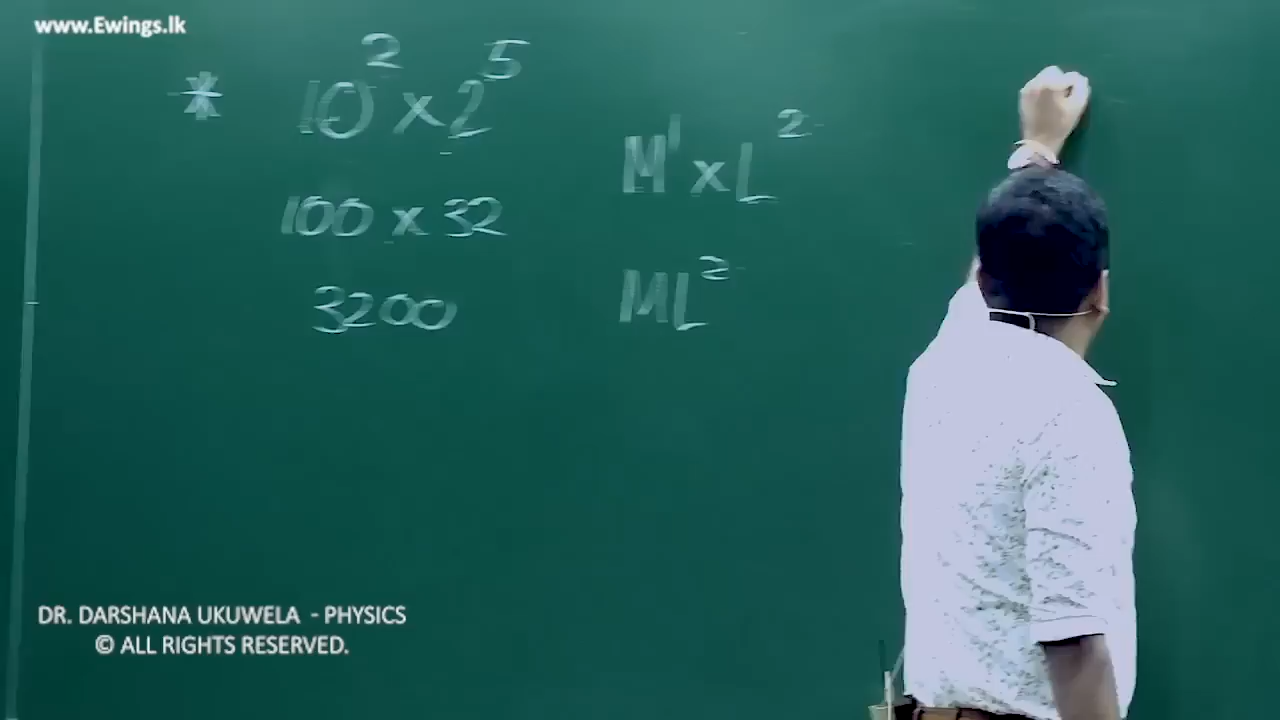 www.Ewings.lk
* 10² x 2⁵
100 x 32
3200
M¹ x L²
ML²
DR. DARSHANA UKUWELA - PHYSICS
© ALL RIGHTS RESERVED.